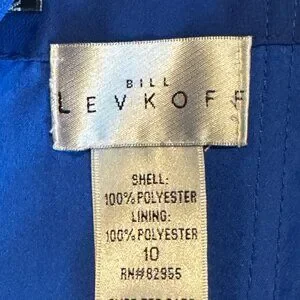 BILL
LEVKOFF
SHELL:
100% POLYESTER
LINING:
100% POLYESTER
10
RN#82955